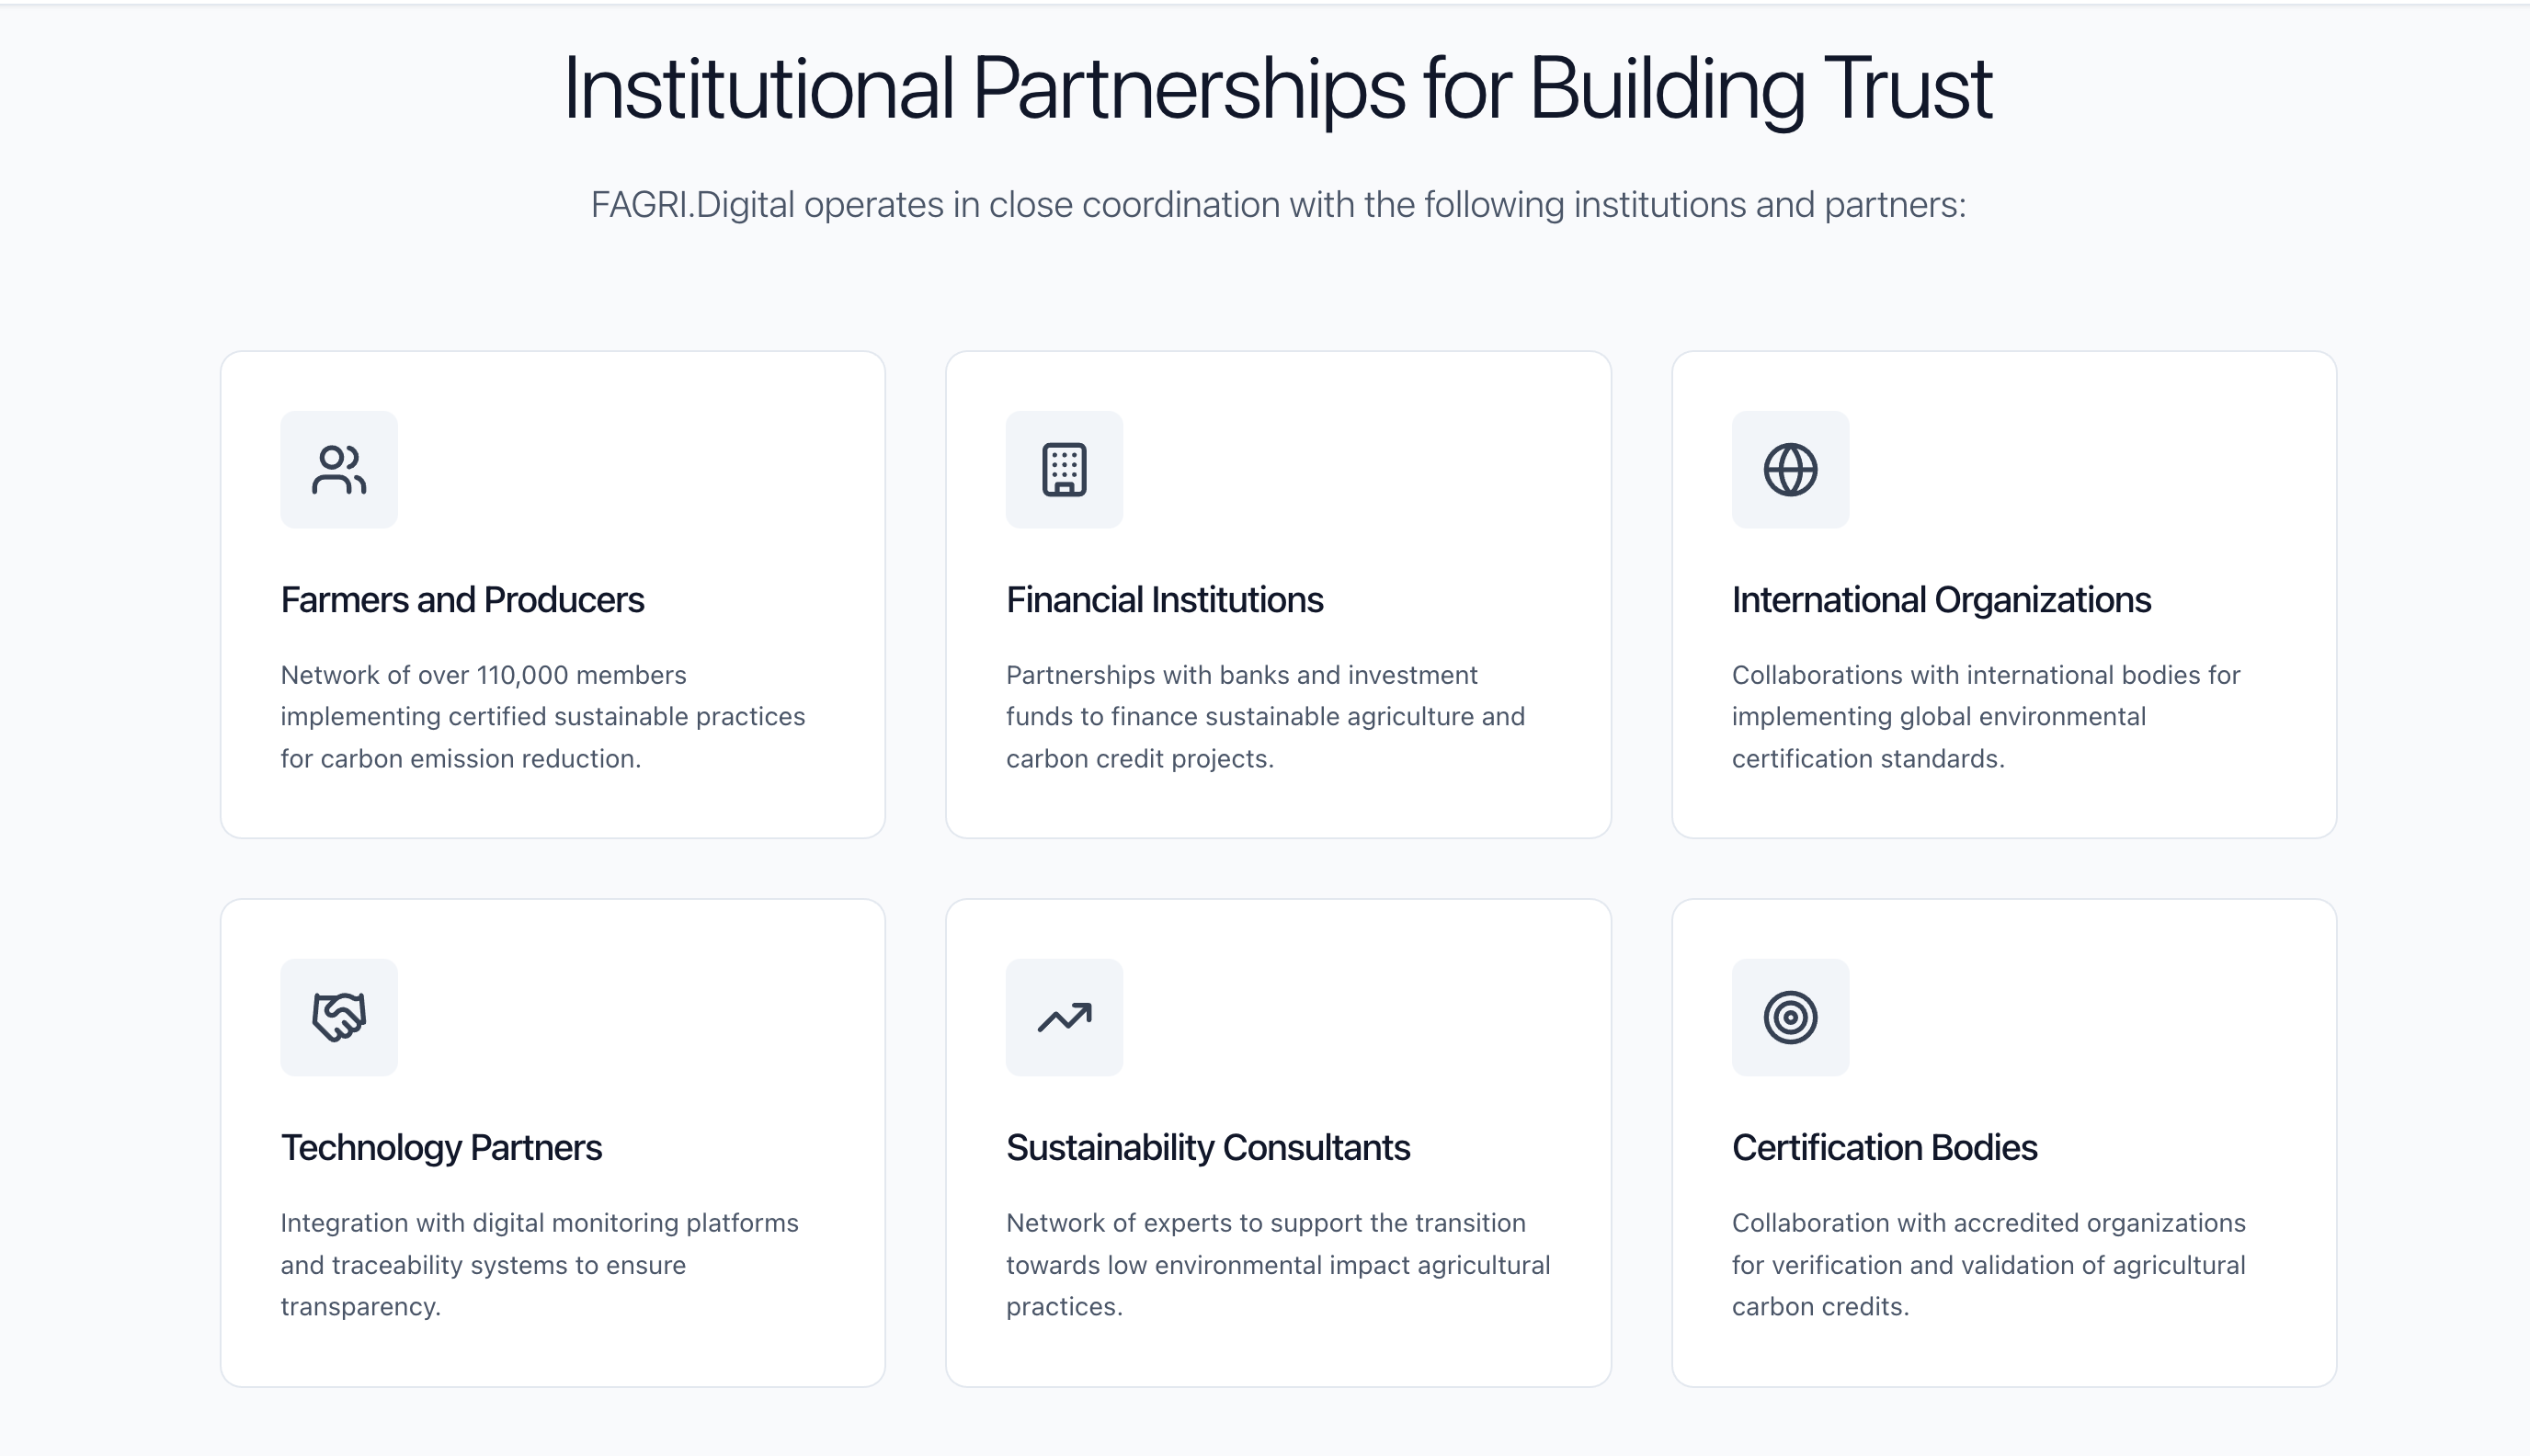 Institutional Partnerships for Building Trust
FAGRI.Digital operates in close coordination with the following institutions and partners:
Farmers and Producers
Network of over 110,000 members
implementing certified sustainable practices
for carbon emission reduction.
Financial Institutions
Partnerships with banks and investment
funds to finance sustainable agriculture and
carbon credit projects.
International Organizations
Collaborations with international bodies for
implementing global environmental
certification standards.
Technology Partners
Integration with digital monitoring platforms
and traceability systems to ensure
transparency.
Sustainability Consultants
Network of experts to support the transition
towards low environmental impact agricultural
practices.
Certification Bodies
Collaboration with accredited organizations
for verification and validation of agricultural
carbon credits.